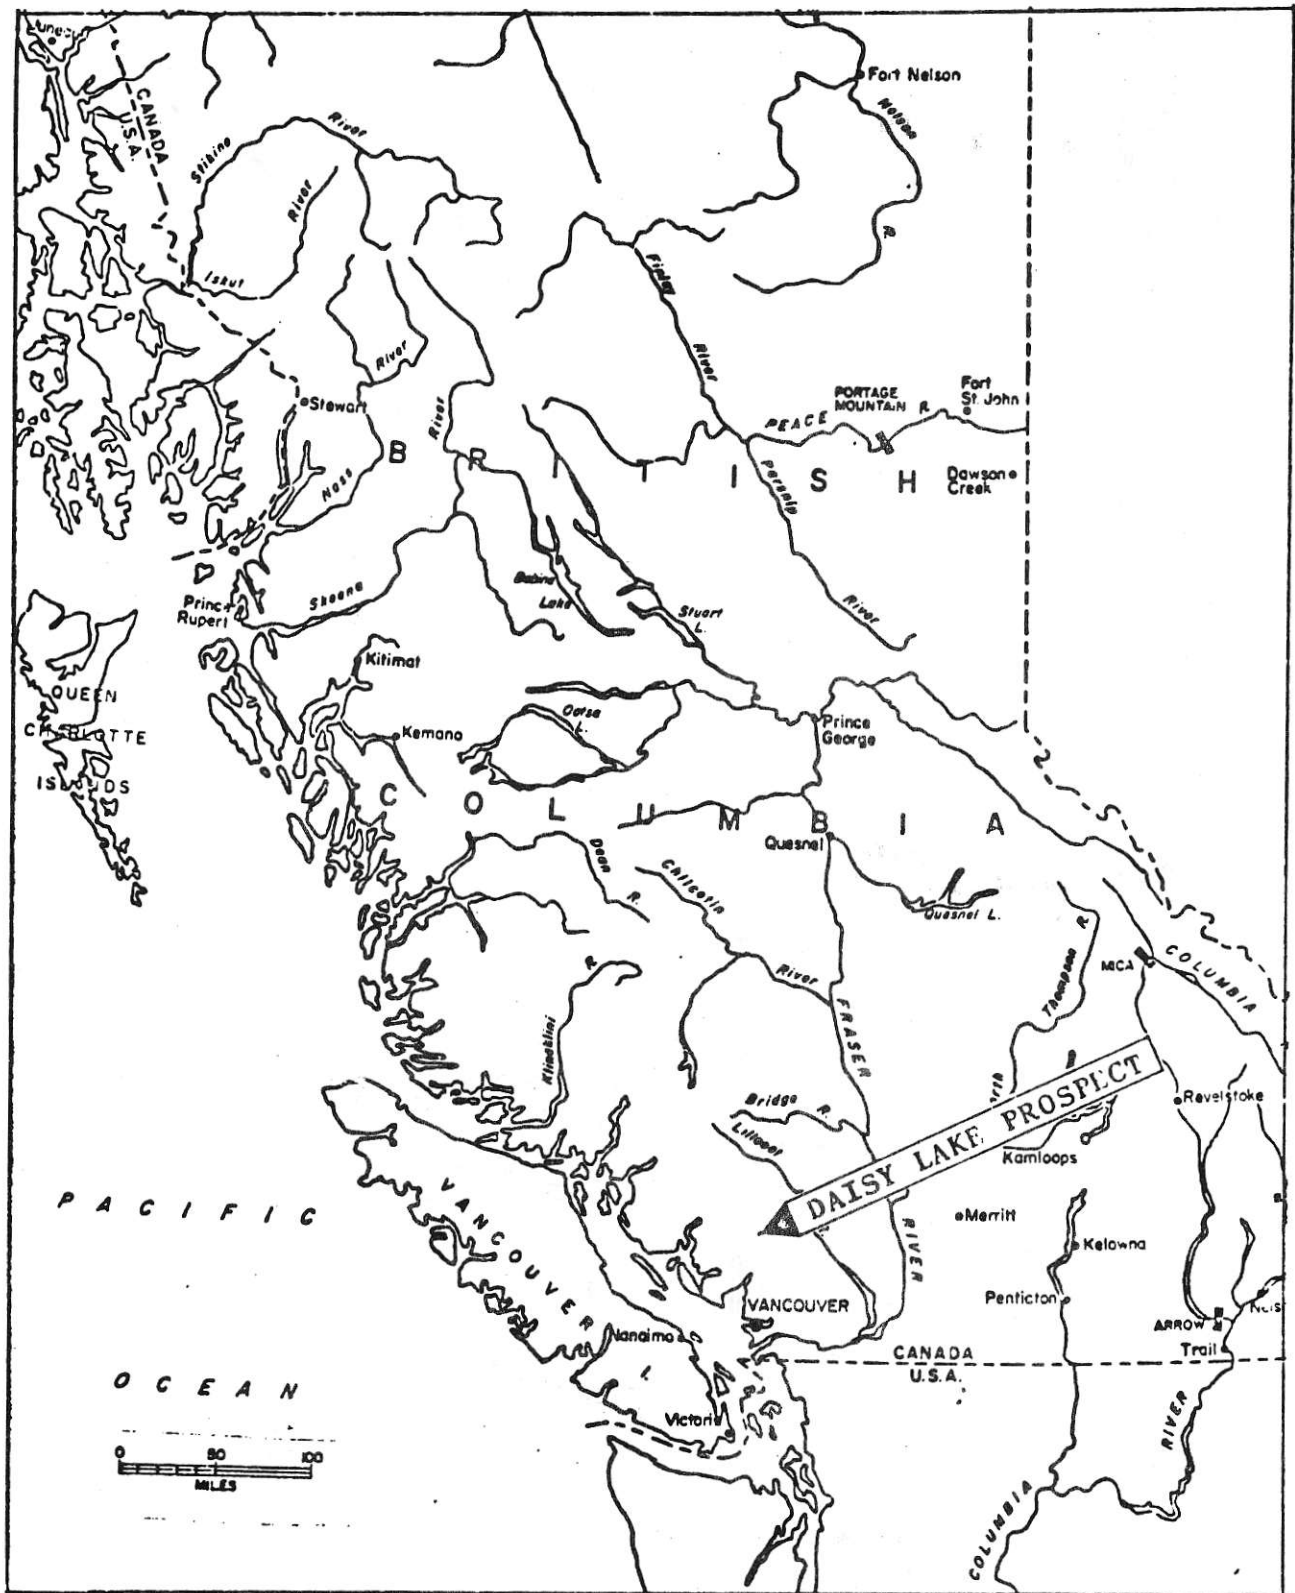 Fort Nelson
Nelson
R.
CANADA
U.S.A.
Stikine
River
River
Iskut
Finlay
River
River
River
Stewart
PORTAGE
MOUNTAIN
Fort
St. John
PEACE
R.
BRITISH
Nass
Dawson
Creek
Parsnip
River
Prince
Rupert
Skeena
Babine
Lake
Stuart
L.
Kitimat
QUEEN
CHARLOTTE
ISLANDS
Kemano
Ootsa
L.
Prince
George
COLUMBIA
Quesnel
Dean
R.
Chilcotin
River
Quesnel L.
Thompson
R.
MICA
COLUMBIA
Klinaklini
R.
FRASER
RIVER
Bridge R.
Lillooet
DAISY LAKE PROSPECT
Revelstoke
Kamloops
PACIFIC
OCEAN
VANCOUVER
I.
Merritt
Kelowna
Penticton
VANCOUVER
Nanaimo
ARROW
Trail
CANADA
U.S.A.
Victoria
RIVER
COLUMBIA
0 50 100
MILES